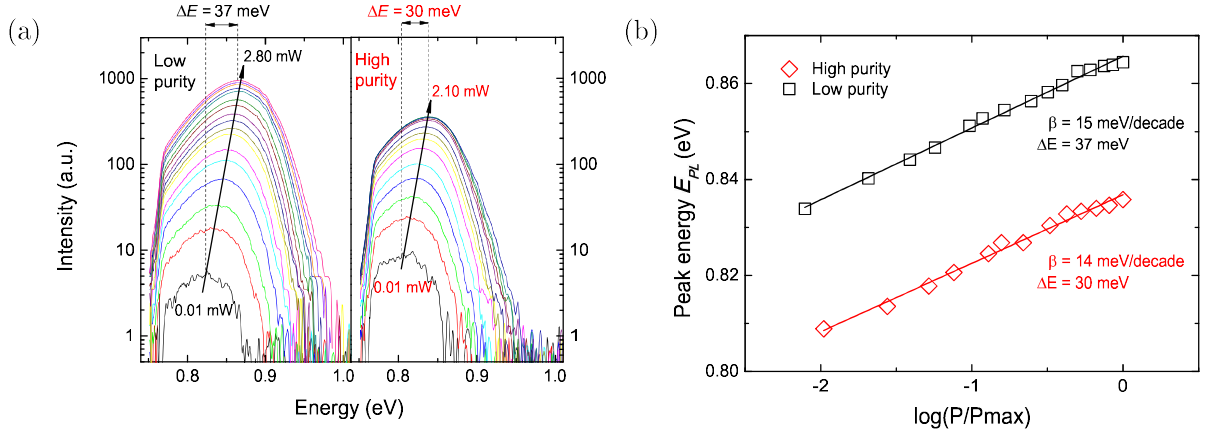 (a)
ΔE = 37 meV
ΔE = 30 meV
Low
purity
2.80 mW
High
purity
2.10 mW
1000
100
10
1
1000
100
10
1
Intensity (a.u.)
0.01 mW
0.01 mW
0.8
0.9
1.0
0.8
0.9
1.0
Energy (eV)
(b)
High purity
Low purity
β = 15 meV/decade
ΔE = 37 meV
β = 14 meV/decade
ΔE = 30 meV
0.86
0.84
0.82
0.80
Peak energy E_PL (eV)
-2
-1
0
log(P/Pmax)